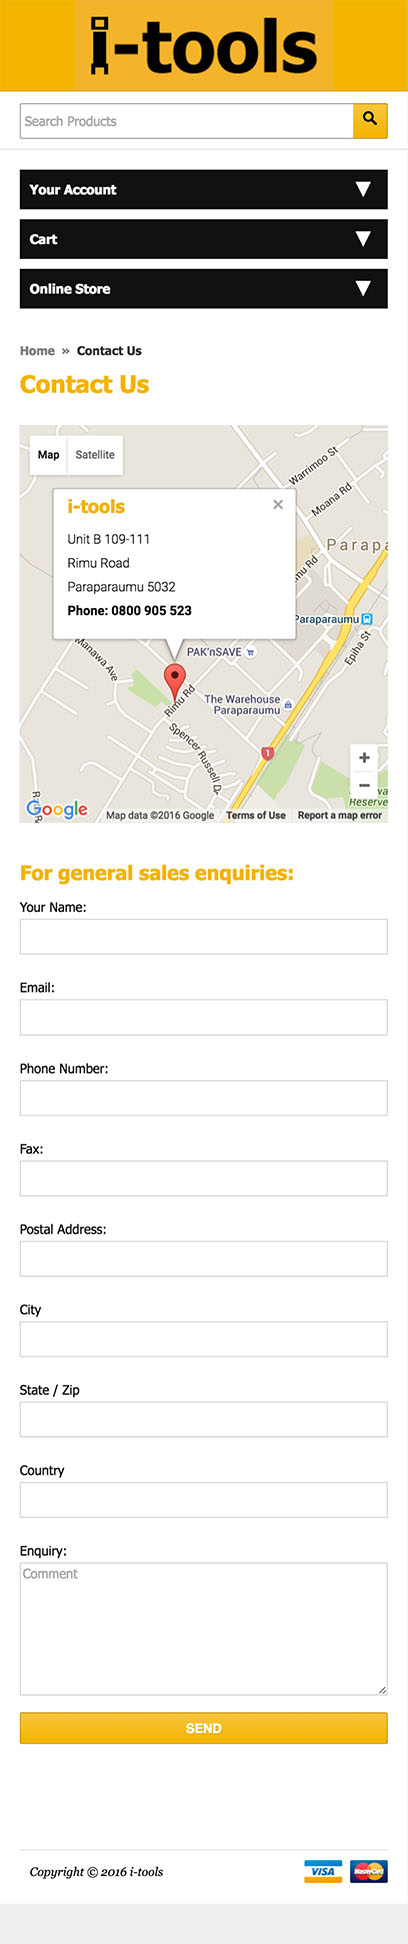 i-tools
Search Products
Your Account
Cart
Online Store
Home » Contact Us
Contact Us
Map Satellite
Warrimoo St
Moana Rd
i-tools
Unit B 109-111
Rimu Road
Paraparaumu 5032
Phone: 0800 905 523
Parap
mu Rd
Paraparaumu
Epiha St
Manawa Ave
PAK'nSAVE
Rimu Rd
The Warehouse
Paraparaumu
Spencer Russell D
1
Reserve
Google
Map data ©2016 Google Terms of Use Report a map error
For general sales enquiries:
Your Name:
Email:
Phone Number:
Fax:
Postal Address:
City
State / Zip
Country
Enquiry:
Comment
SEND
Copyright © 2016 i-tools
VISA MasterCard